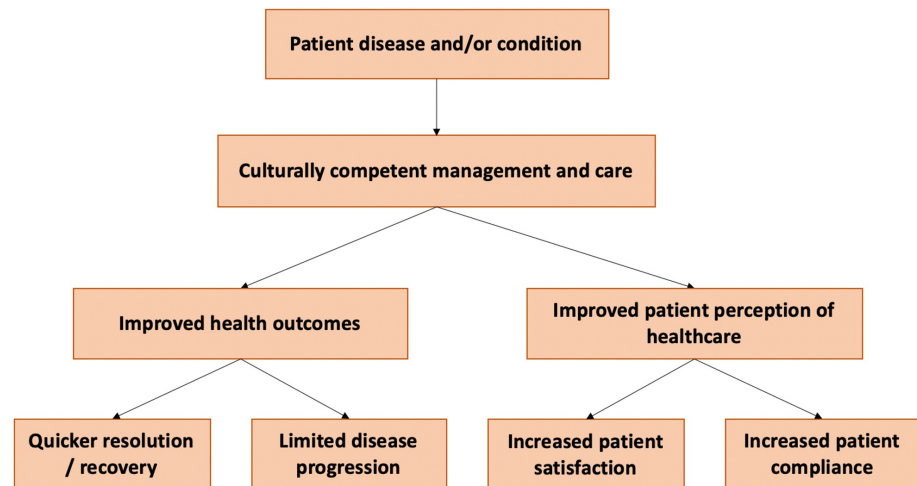 Patient disease and/or condition
Culturally competent management and care
Improved health outcomes
Improved patient perception of
healthcare
Quicker resolution
/ recovery
Limited disease
progression
Increased patient
satisfaction
Increased patient
compliance